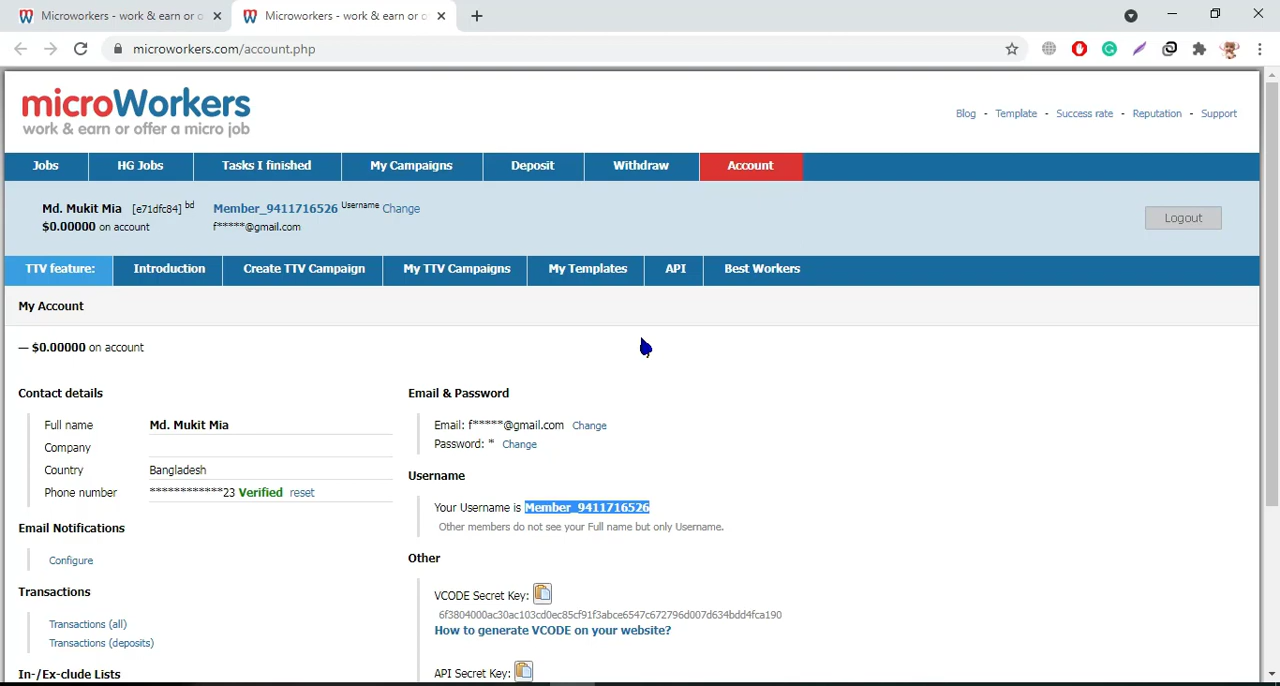 Microworkers - work & earn or o
Microworkers - work & earn or o
microworkers.com/account.php
microWorkers
work & earn or offer a micro job
Blog - Template - Success rate - Reputation - Support
Jobs
HG Jobs
Tasks I finished
My Campaigns
Deposit
Withdraw
Account
Md. Mukit Mia [e71dfc84] bd Member_9411716526 Username Change
$0.00000 on account f*****@gmail.com
Logout
TTV feature:
Introduction
Create TTV Campaign
My TTV Campaigns
My Templates
API
Best Workers
My Account
— $0.00000 on account
Contact details
Full name Md. Mukit Mia
Company
Country Bangladesh
Phone number ************23 Verified reset
Email Notifications
Configure
Transactions
Transactions (all)
Transactions (deposits)
In-/Ex-clude Lists
Email & Password
Email: f*****@gmail.com Change
Password: * Change
Username
Your Username is Member_9411716526
Other members do not see your Full name but only Username.
Other
VCODE Secret Key:
6f3804000ac30ac103cd0ec85cf91f3abce6547c672796d007d634bdd4fca190
How to generate VCODE on your website?
API Secret Key: